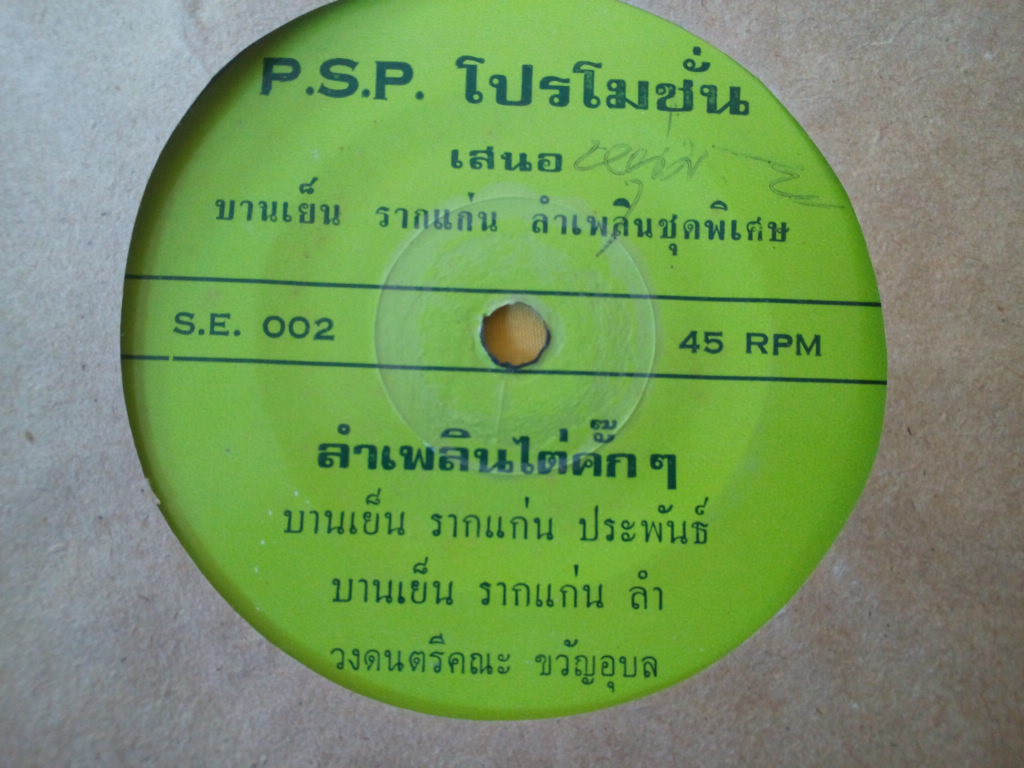 P.S.P. โปรโมชั่น
เสนอ
บานเย็น รากแก่น ลำเพลินชุดพิเศษ
S.E. 002
45 RPM
ลำเพลินไต่คั๊ก ๆ
บานเย็น รากแก่น ประพันธ์
บานเย็น รากแก่น ลำ
วงดนตรีคณะ ขวัญอุบล